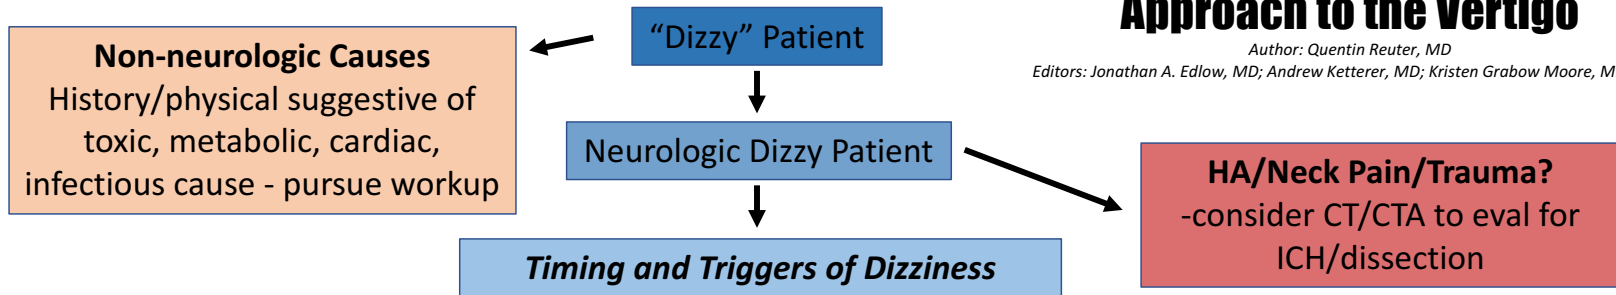 Approach to the Vertigo
Author: Quentin Reuter, MD
Editors: Jonathan A. Edlow, MD; Andrew Ketterer, MD; Kristen Grabow Moore, M
“Dizzy” Patient
Non-neurologic Causes
History/physical suggestive of
toxic, metabolic, cardiac,
infectious cause - pursue workup
Neurologic Dizzy Patient
HA/Neck Pain/Trauma?
-consider CT/CTA to eval for
ICH/dissection
Timing and Triggers of Dizziness